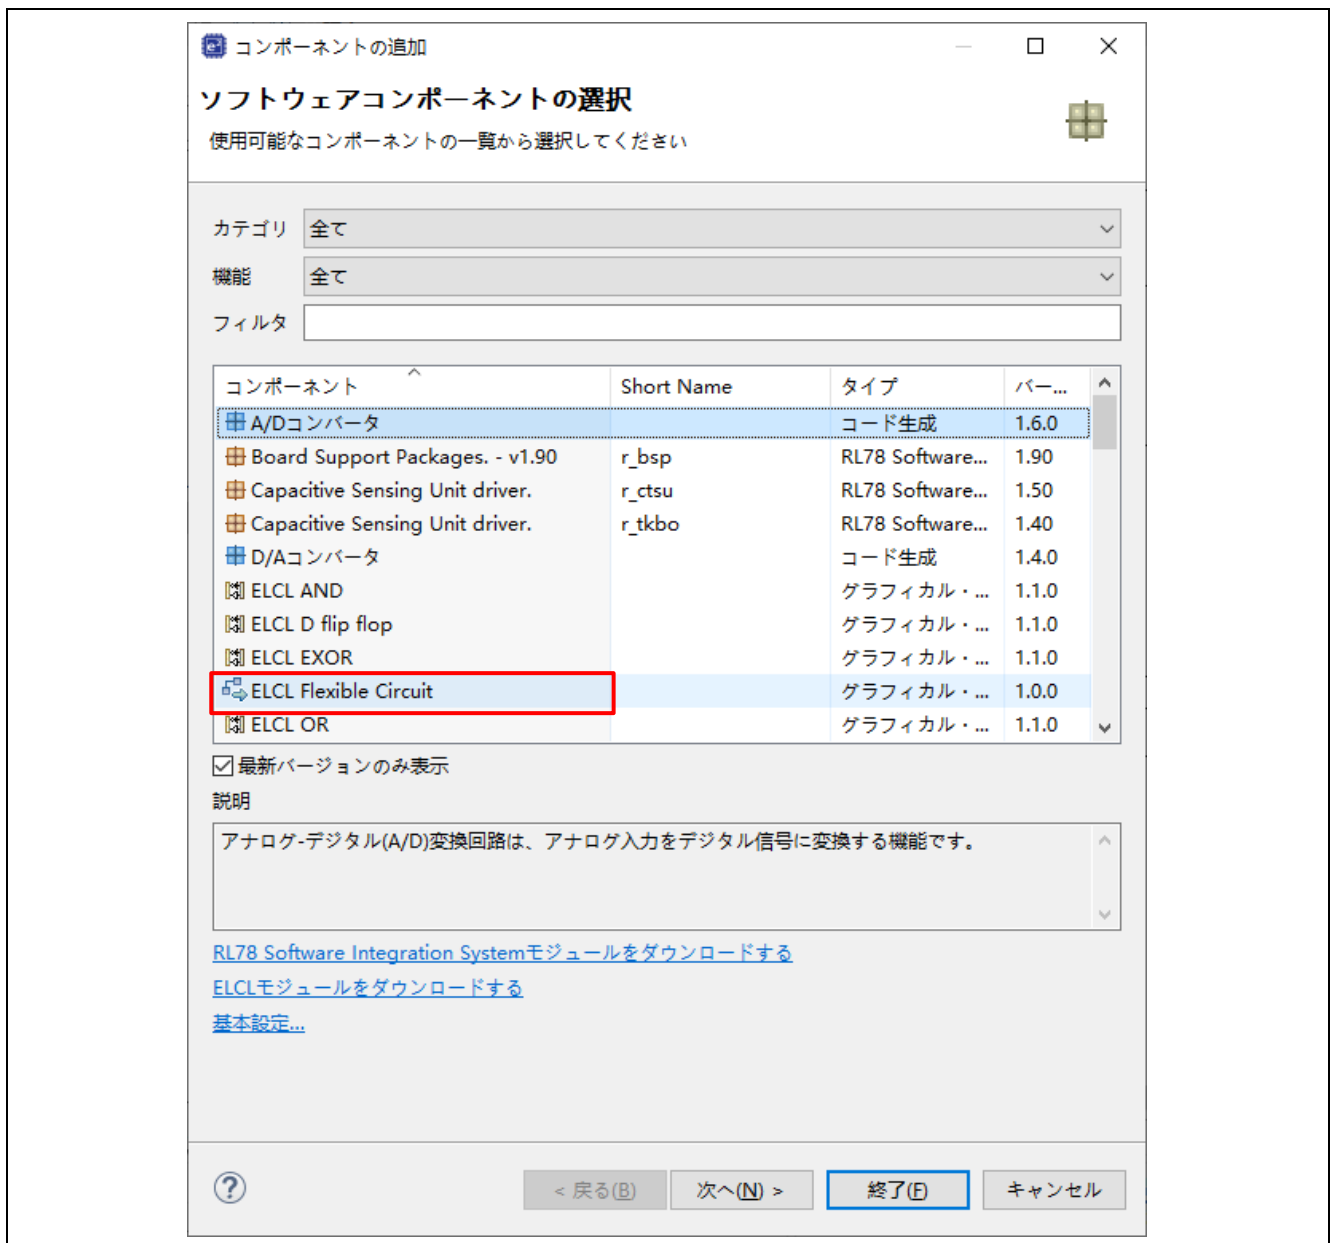 コンポーネントの追加
ソフトウェアコンポーネントの選択
使用可能なコンポーネントの一覧から選択してください
カテゴリ 全て
機能 全て
フィルタ
コンポーネント Short Name タイプ バー...
A/Dコンバータ コード生成 1.6.0
Board Support Packages. - v1.90 r_bsp RL78 Software... 1.90
Capacitive Sensing Unit driver. r_ctsu RL78 Software... 1.50
Capacitive Sensing Unit driver. r_tkbo RL78 Software... 1.40
D/Aコンバータ コード生成 1.4.0
ELCL AND グラフィカル・... 1.1.0
ELCL D flip flop グラフィカル・... 1.1.0
ELCL EXOR グラフィカル・... 1.1.0
ELCL Flexible Circuit グラフィカル・... 1.0.0
ELCL OR グラフィカル・... 1.1.0
最新バージョンのみ表示
説明
アナログ-デジタル(A/D)変換回路は、アナログ入力をデジタル信号に変換する機能です。
RL78 Software Integration Systemモジュールをダウンロードする
ELCLモジュールをダウンロードする
基本設定...
< 戻る(B) 次へ(N) > 終了(F) キャンセル